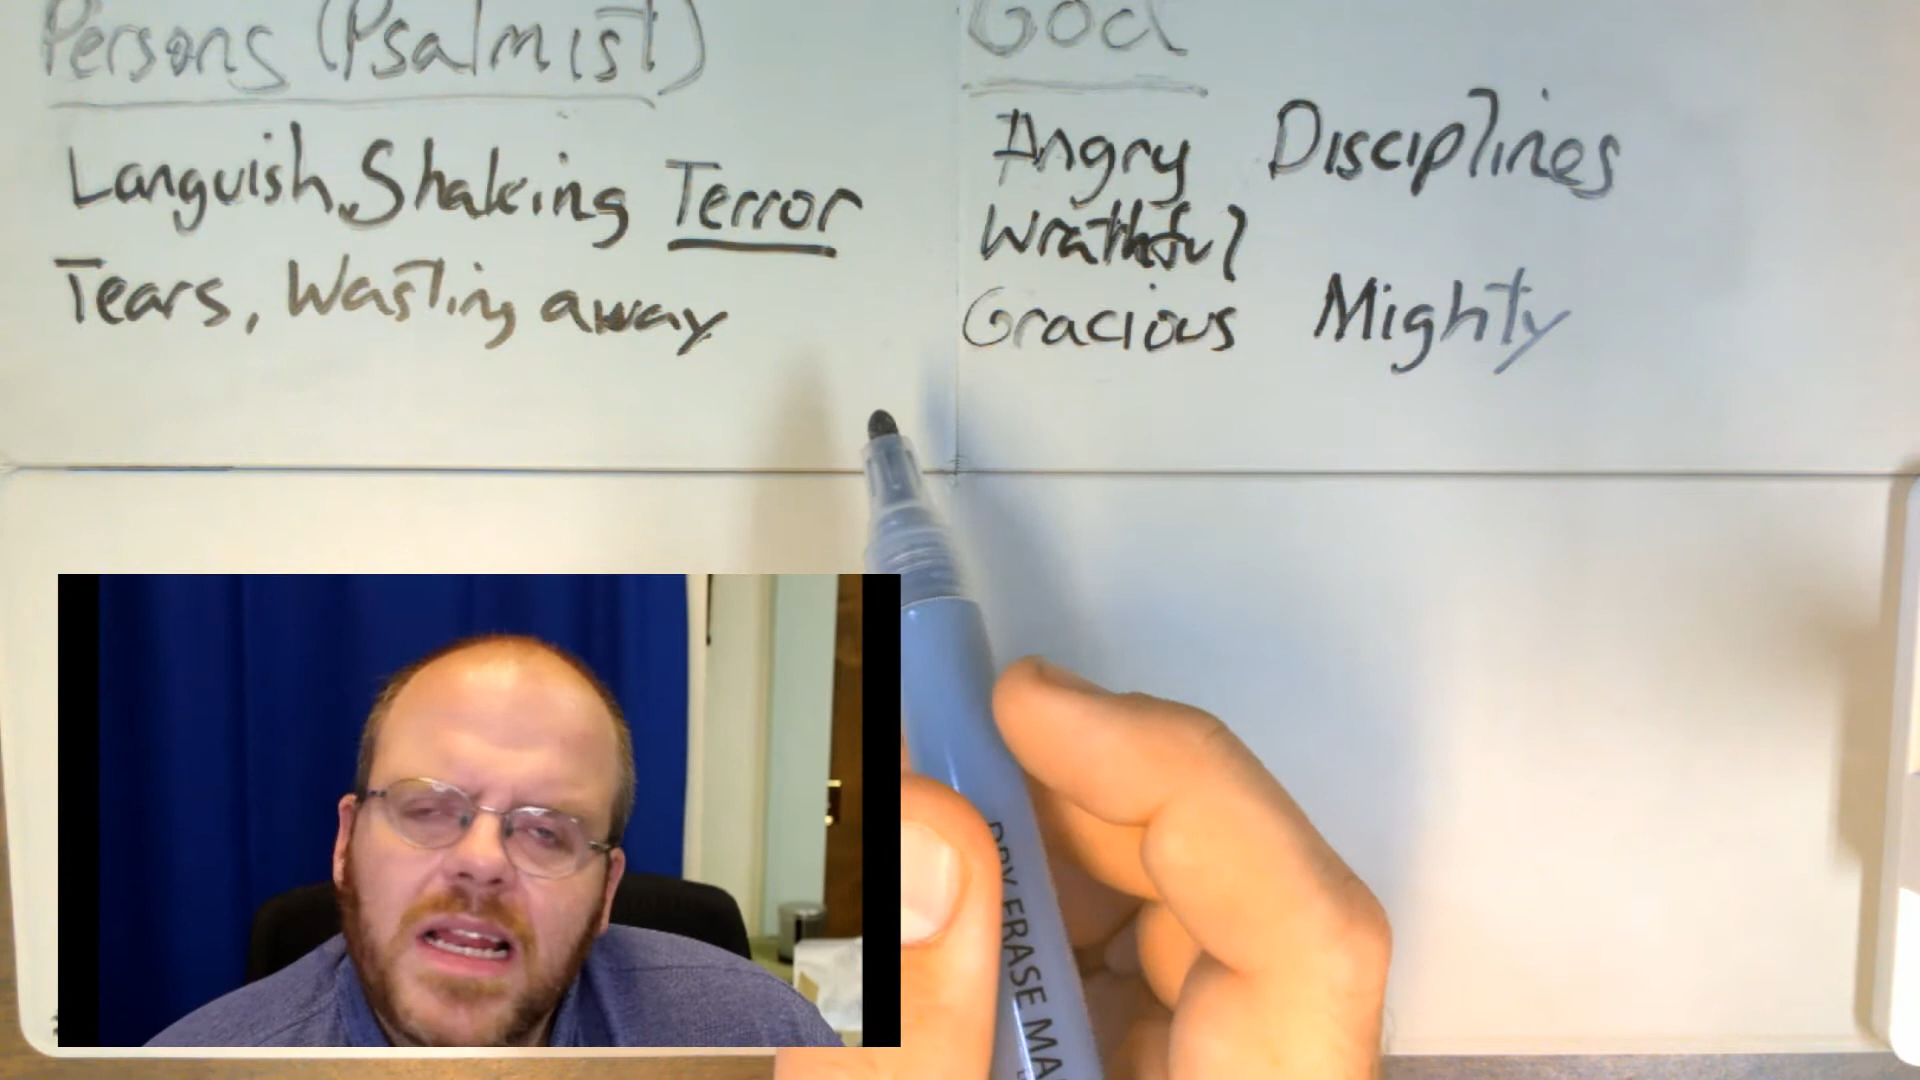 Persons (Psalmist)
Languish, Shaking Terror
Tears, Wasting away
God
Angry Disciplines
Wrathful
Gracious Mighty
DRY ERASE MA